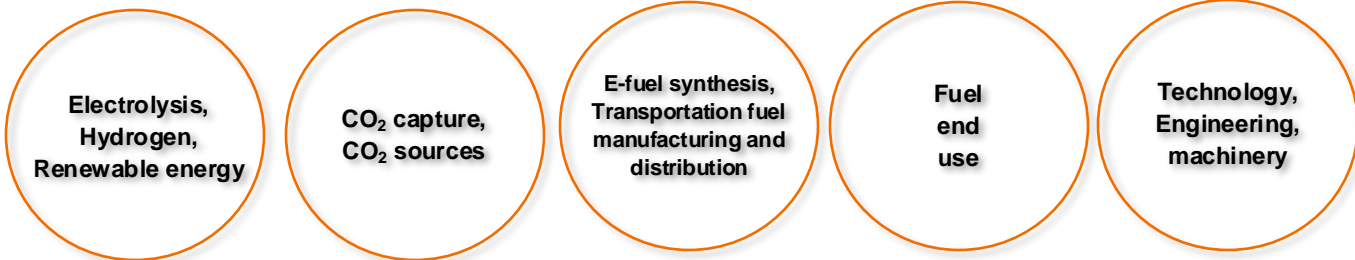 Electrolysis,
Hydrogen,
Renewable energy
CO₂ capture,
CO₂ sources
E-fuel synthesis,
Transportation fuel
manufacturing and
distribution
Fuel
end
use
Technology,
Engineering,
machinery